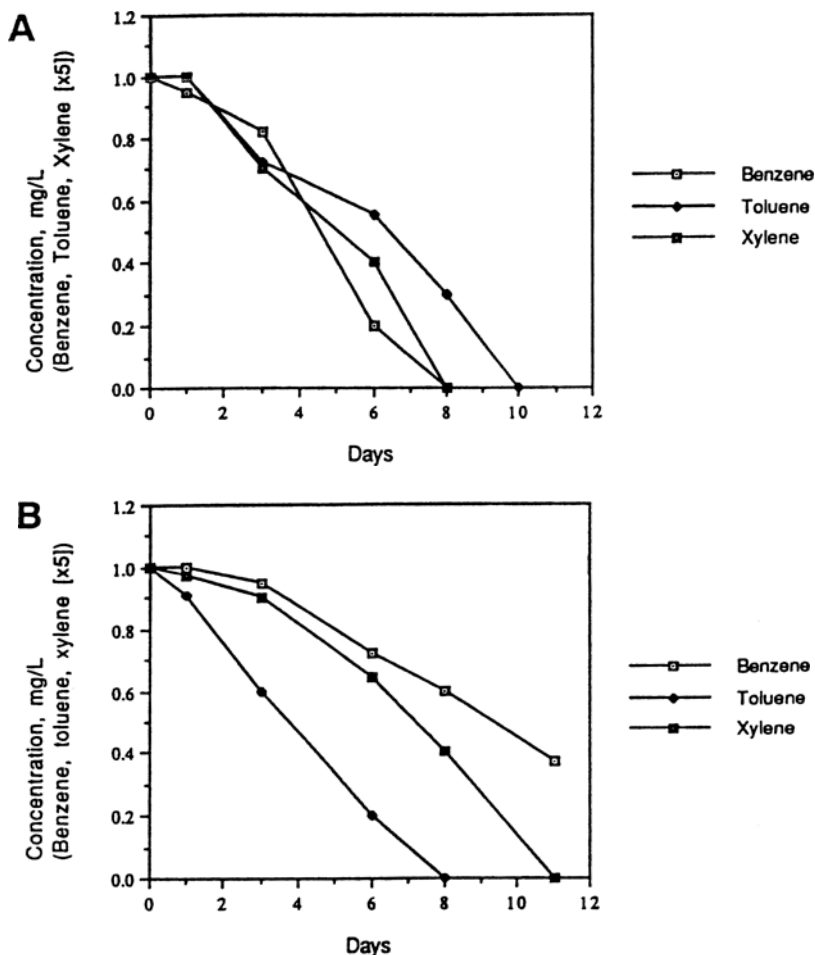 A
Concentration, mg/L
(Benzene, Toluene, Xylene [x5])
1.2
1.0
0.8
0.6
0.4
0.2
0.0
0 2 4 6 8 10 12
Days
Benzene
Toluene
Xylene
B
Concentration, mg/L
(Benzene, toluene, xylene [x5])
1.2
1.0
0.8
0.6
0.4
0.2
0.0
0 2 4 6 8 10 12
Days
Benzene
Toluene
Xylene